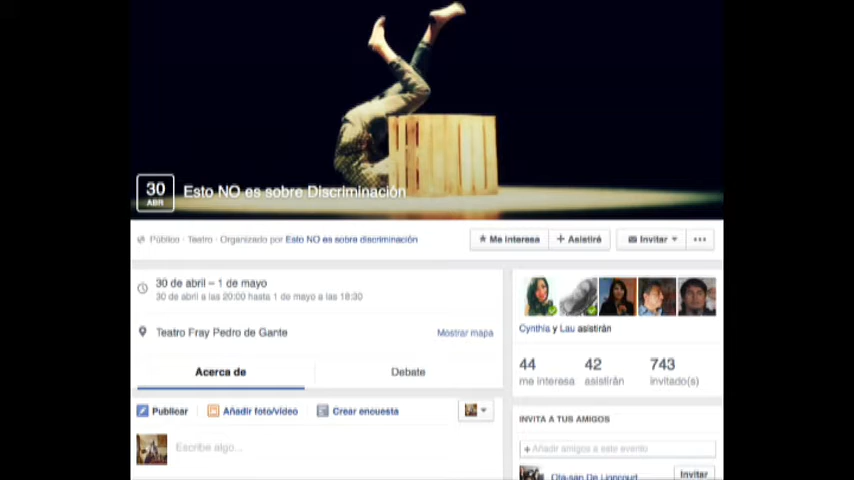 30
ABR
Esto NO es sobre Discriminación
Público · Teatro · Organizado por Esto NO es sobre discriminación
★ Me interesa
+ Asistiré
Invitar
30 de abril – 1 de mayo
30 de abril a las 20:00 hasta 1 de mayo a las 18:30
Teatro Fray Pedro de Gante
Mostrar mapa
Cynthia y Lau asistirán
44
me interesa
42
asistirán
743
invitado(s)
Acerca de
Debate
Publicar
Añadir foto/vídeo
Crear encuesta
Escribe algo...
INVITA A TUS AMIGOS
+ Añadir amigos a este evento
Invitar